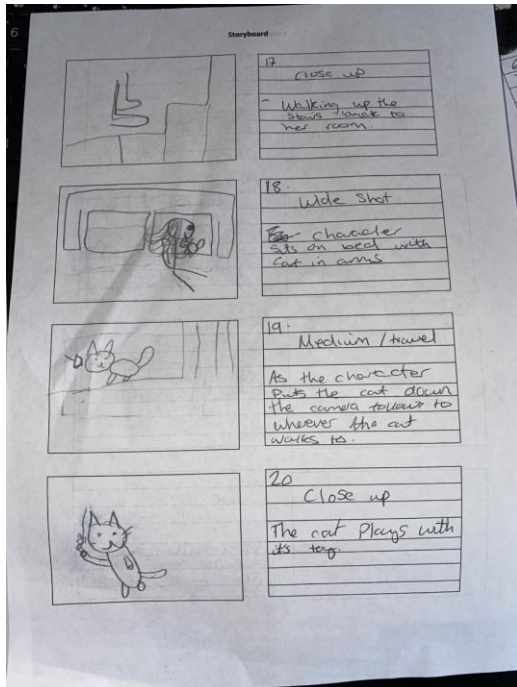 Storyboard
17
Close up
- Walking up the
stairs back to
her room.
18.
Wide Shot
character
Sits on bed with
Cat in arms
19.
Medium / travel
As the character
Puts the cat down
the camera follows to
wherever the cat
walks to.
20
Close up
The cat Plays with
it's toy.